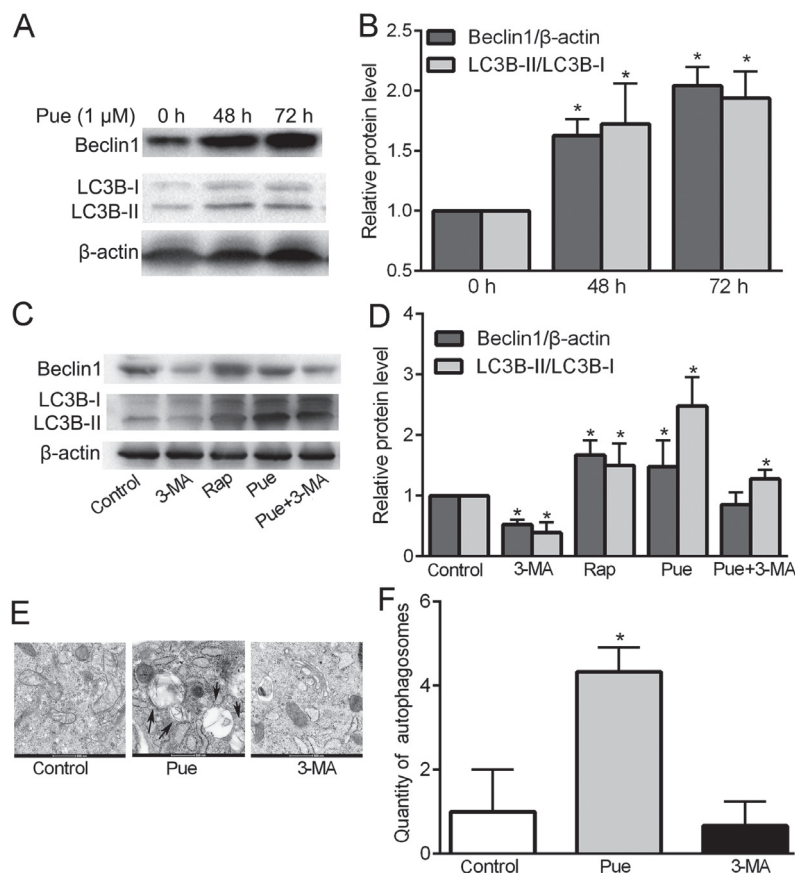 A
Pue (1 μM) 0 h 48 h 72 h
Beclin1
LC3B-I
LC3B-II
β-actin
B
Relative protein level
2.5
2.0
1.5
1.0
0.5
Beclin1/β-actin
LC3B-II/LC3B-I
* * * *
0 h 48 h 72 h
C
Beclin1
LC3B-I
LC3B-II
β-actin
Control 3-MA Rap Pue Pue+3-MA
D
Relative protein level
4
3
2
1
0
Beclin1/β-actin
LC3B-II/LC3B-I
* * * * * * *
Control 3-MA Rap Pue Pue+3-MA
E
Control Pue 3-MA
F
Quantity of autophagosomes
6
4
2
0
*
Control Pue 3-MA